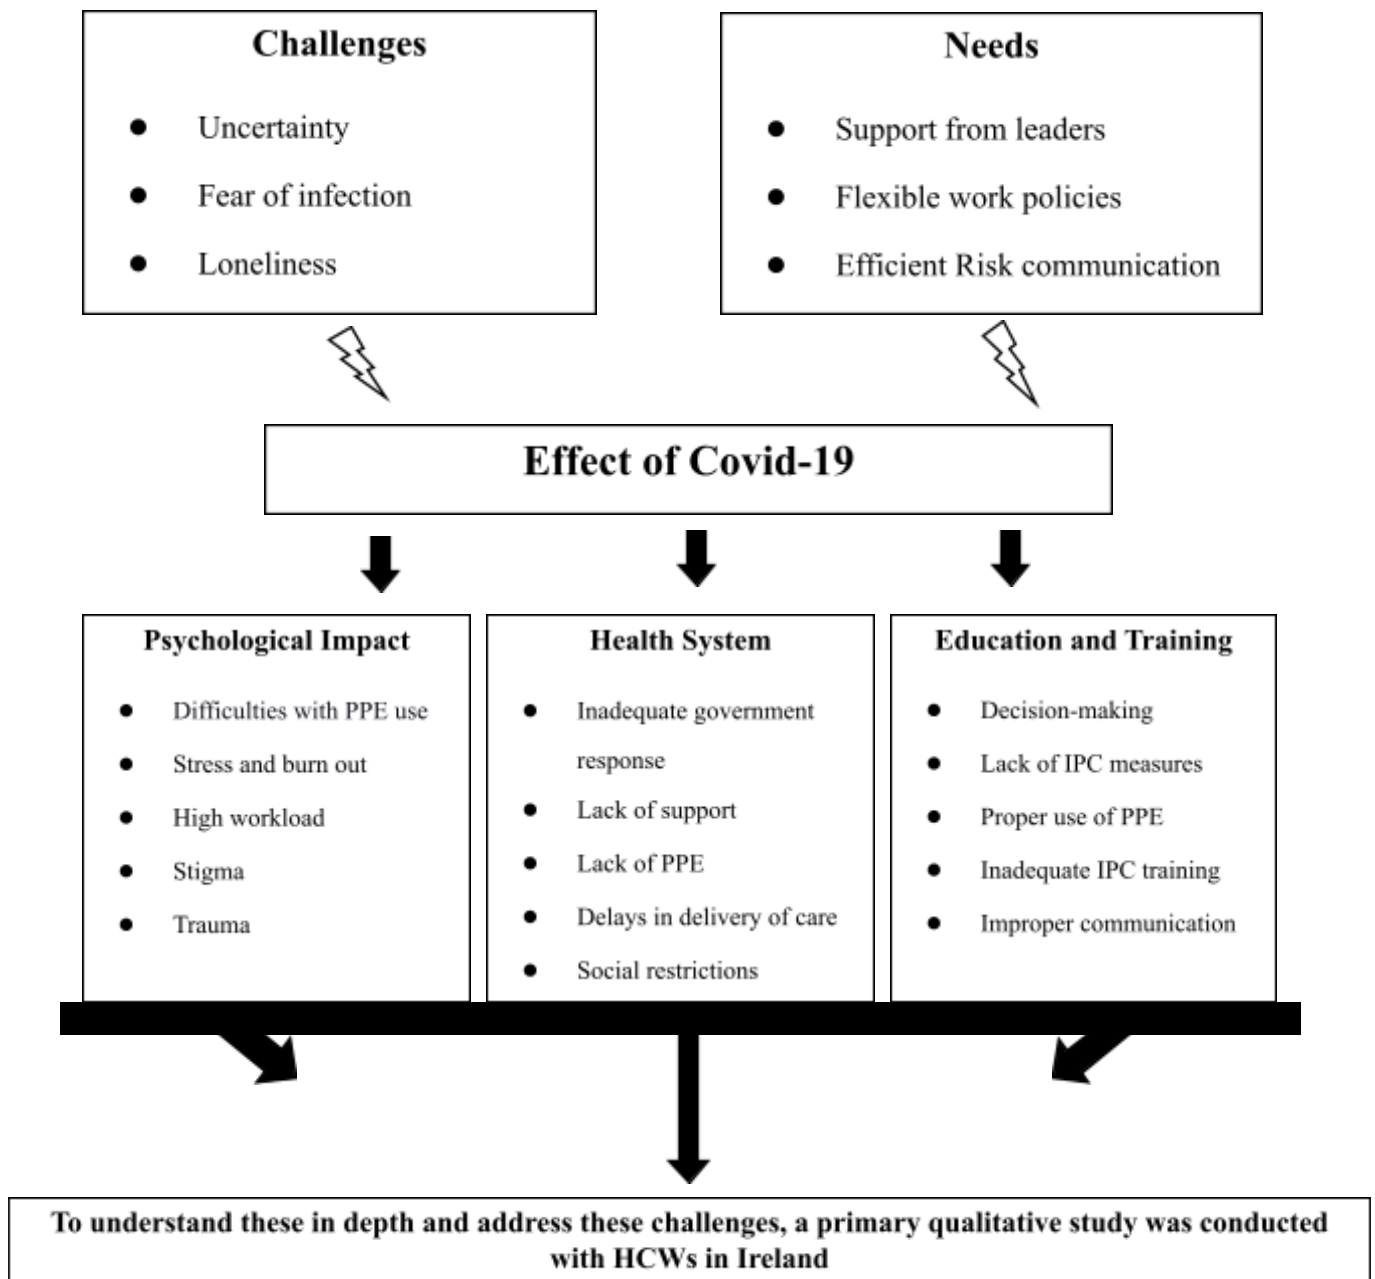 Challenges
Uncertainty
Fear of infection
Loneliness
Needs
Support from leaders
Flexible work policies
Efficient Risk communication
Effect of Covid-19
Psychological Impact
Difficulties with PPE use
Stress and burn out
High workload
Stigma
Trauma
Health System
Inadequate government
response
Lack of support
Lack of PPE
Delays in delivery of care
Social restrictions
Education and Training
Decision-making
Lack of IPC measures
Proper use of PPE
Inadequate IPC training
Improper communication
To understand these in depth and address these challenges, a primary qualitative study was conducted
with HCWs in Ireland